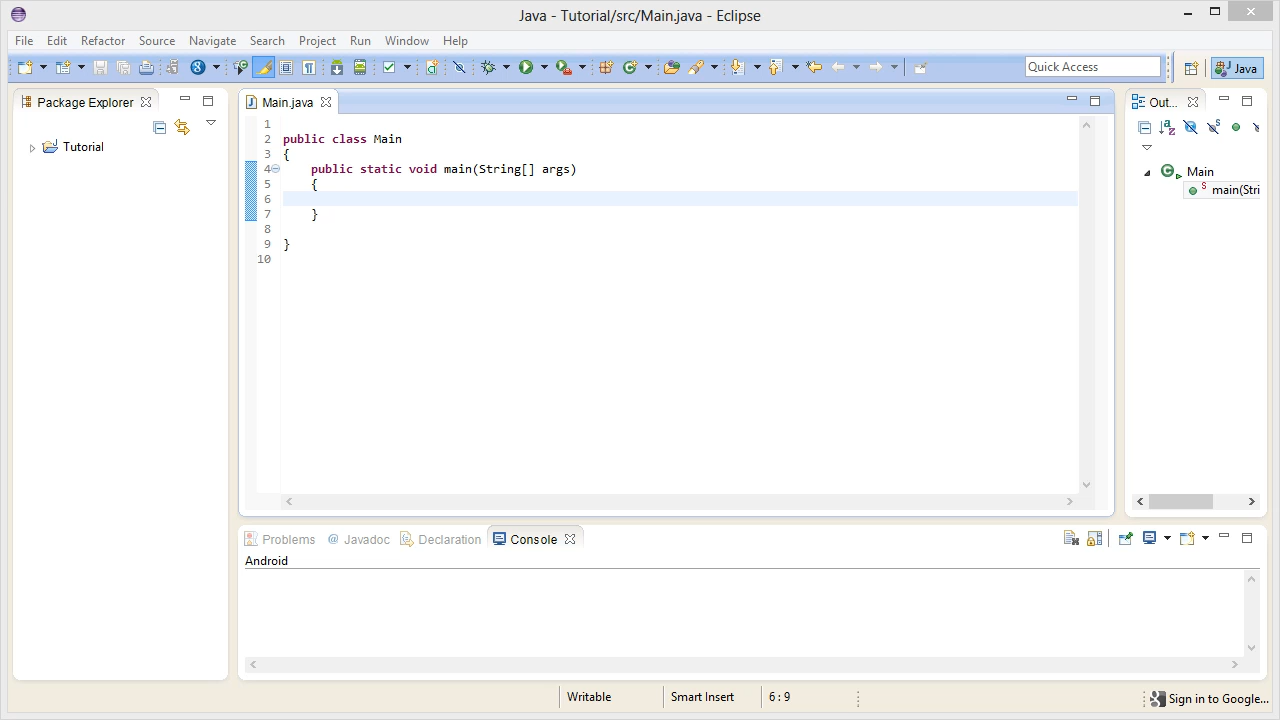 Java - Tutorial/src/Main.java - Eclipse
File Edit Refactor Source Navigate Search Project Run Window Help
Quick Access
Java
Package Explorer
Tutorial
Main.java
1
2 public class Main
3 {
4 public static void main(String[] args)
5 {
6
7 }
8
9 }
10
Out...
Main
main(Stri
Problems @ Javadoc Declaration Console
Android
Writable Smart Insert 6 : 9
Sign in to Google...